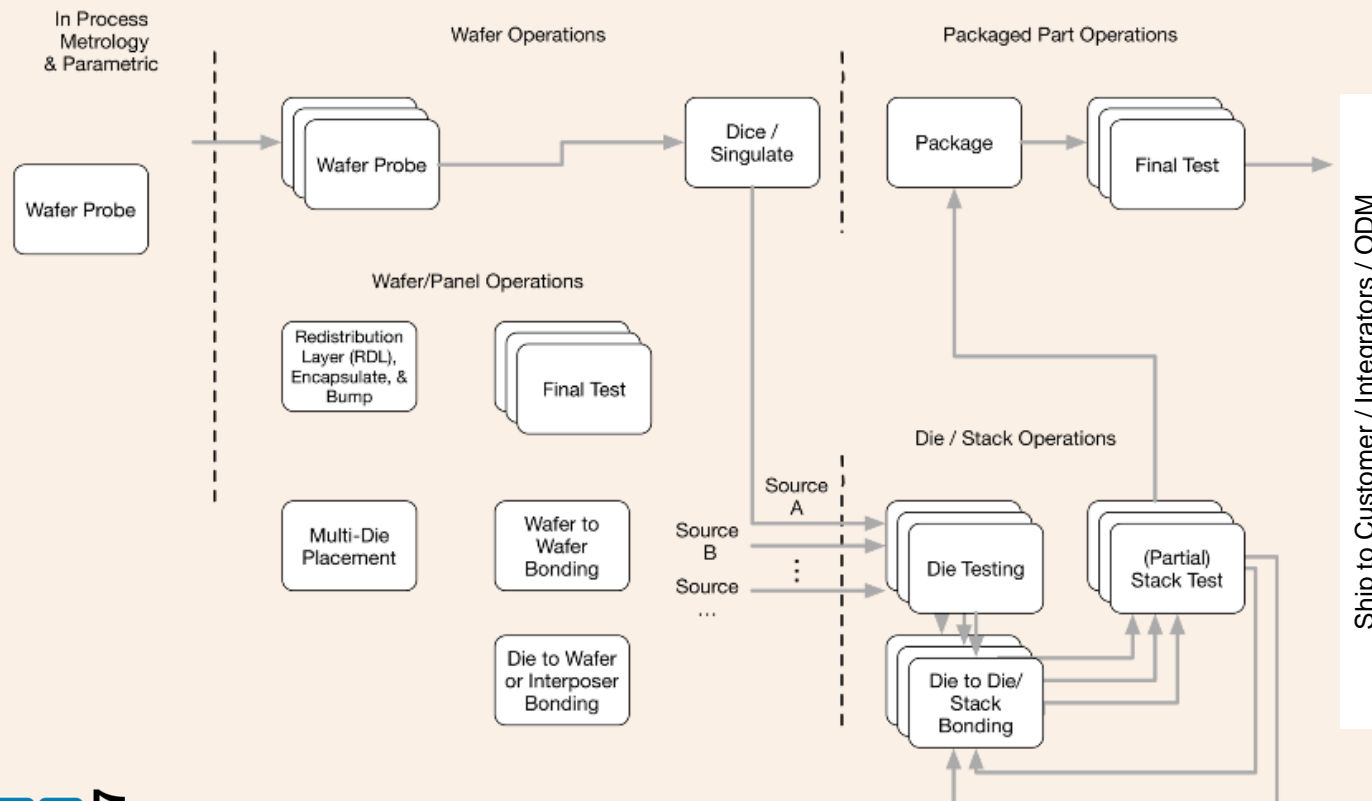 In Process
Metrology
& Parametric
Wafer Operations
Packaged Part Operations
Wafer Probe
Wafer Probe
Dice /
Singulate
Package
Final Test
Wafer/Panel Operations
Redistribution
Layer (RDL),
Encapsulate, &
Bump
Final Test
Die / Stack Operations
Multi-Die
Placement
Wafer to
Wafer
Bonding
Source
A
Source
B
⋮
Source
...
Die Testing
(Partial)
Stack Test
Die to Wafer
or Interposer
Bonding
Die to Die/
Stack
Bonding
Ship to Customer / Integrators / ODM